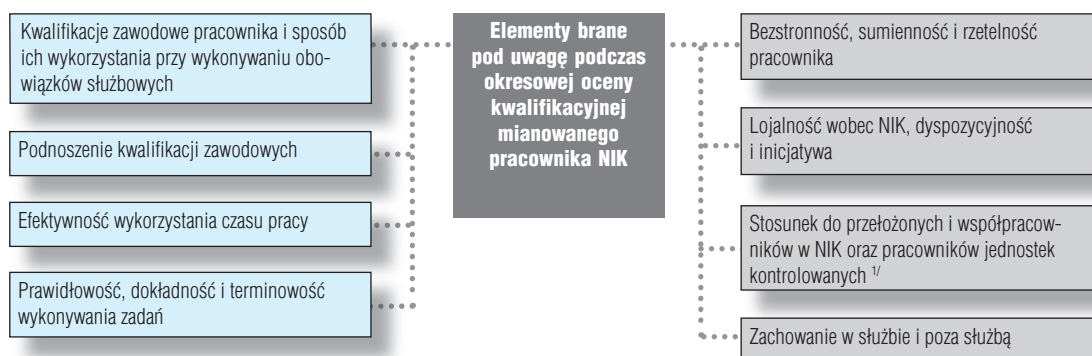 Kwalifikacje zawodowe pracownika i sposób
ich wykorzystania przy wykonywaniu obo-
wiązków służbowych
Podnoszenie kwalifikacji zawodowych
Efektywność wykorzystania czasu pracy
Prawidłowość, dokładność i terminowość
wykonywania zadań
Elementy brane
pod uwagę podczas
okresowej oceny
kwalifikacyjnej
mianowanego
pracownika NIK
Bezstronność, sumienność i rzetelność
pracownika
Lojalność wobec NIK, dyspozycyjność
i inicjatywa
Stosunek do przełożonych i współpracow-
ników w NIK oraz pracowników jednostek
kontrolowanych 1/
Zachowanie w służbie i poza służbą